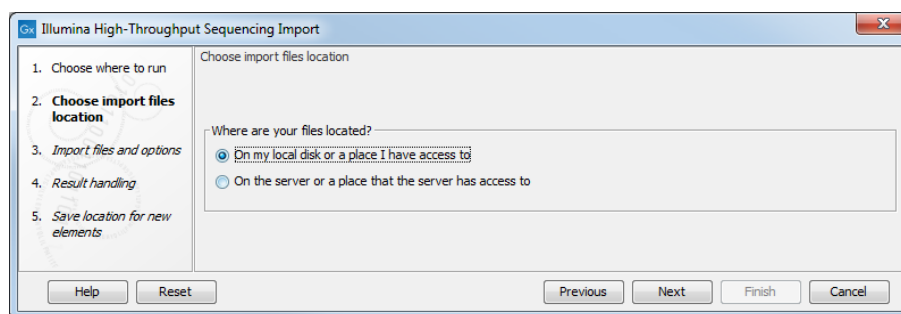 Gx Illumina High-Throughput Sequencing Import
Choose import files location
1. Choose where to run
2. Choose import files
location
3. Import files and options
4. Result handling
5. Save location for new
elements
Where are your files located?
On my local disk or a place I have access to
On the server or a place that the server has access to
Help Reset Previous Next Finish Cancel